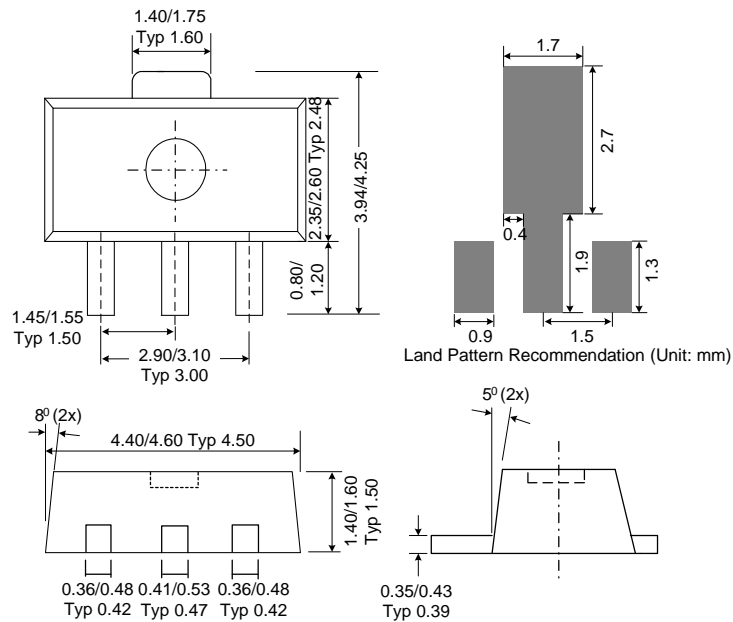 1.40/1.75
Typ 1.60
2.35/2.60 Typ 2.48
3.94/4.25
0.80/
1.20
1.45/1.55
Typ 1.50
2.90/3.10
Typ 3.00
1.7
2.7
0.4
1.9
1.3
0.9
1.5
Land Pattern Recommendation (Unit: mm)
8⁰ (2x)
4.40/4.60 Typ 4.50
1.40/1.60
Typ 1.50
0.36/0.48
Typ 0.42
0.41/0.53
Typ 0.47
0.36/0.48
Typ 0.42
5⁰ (2x)
0.35/0.43
Typ 0.39